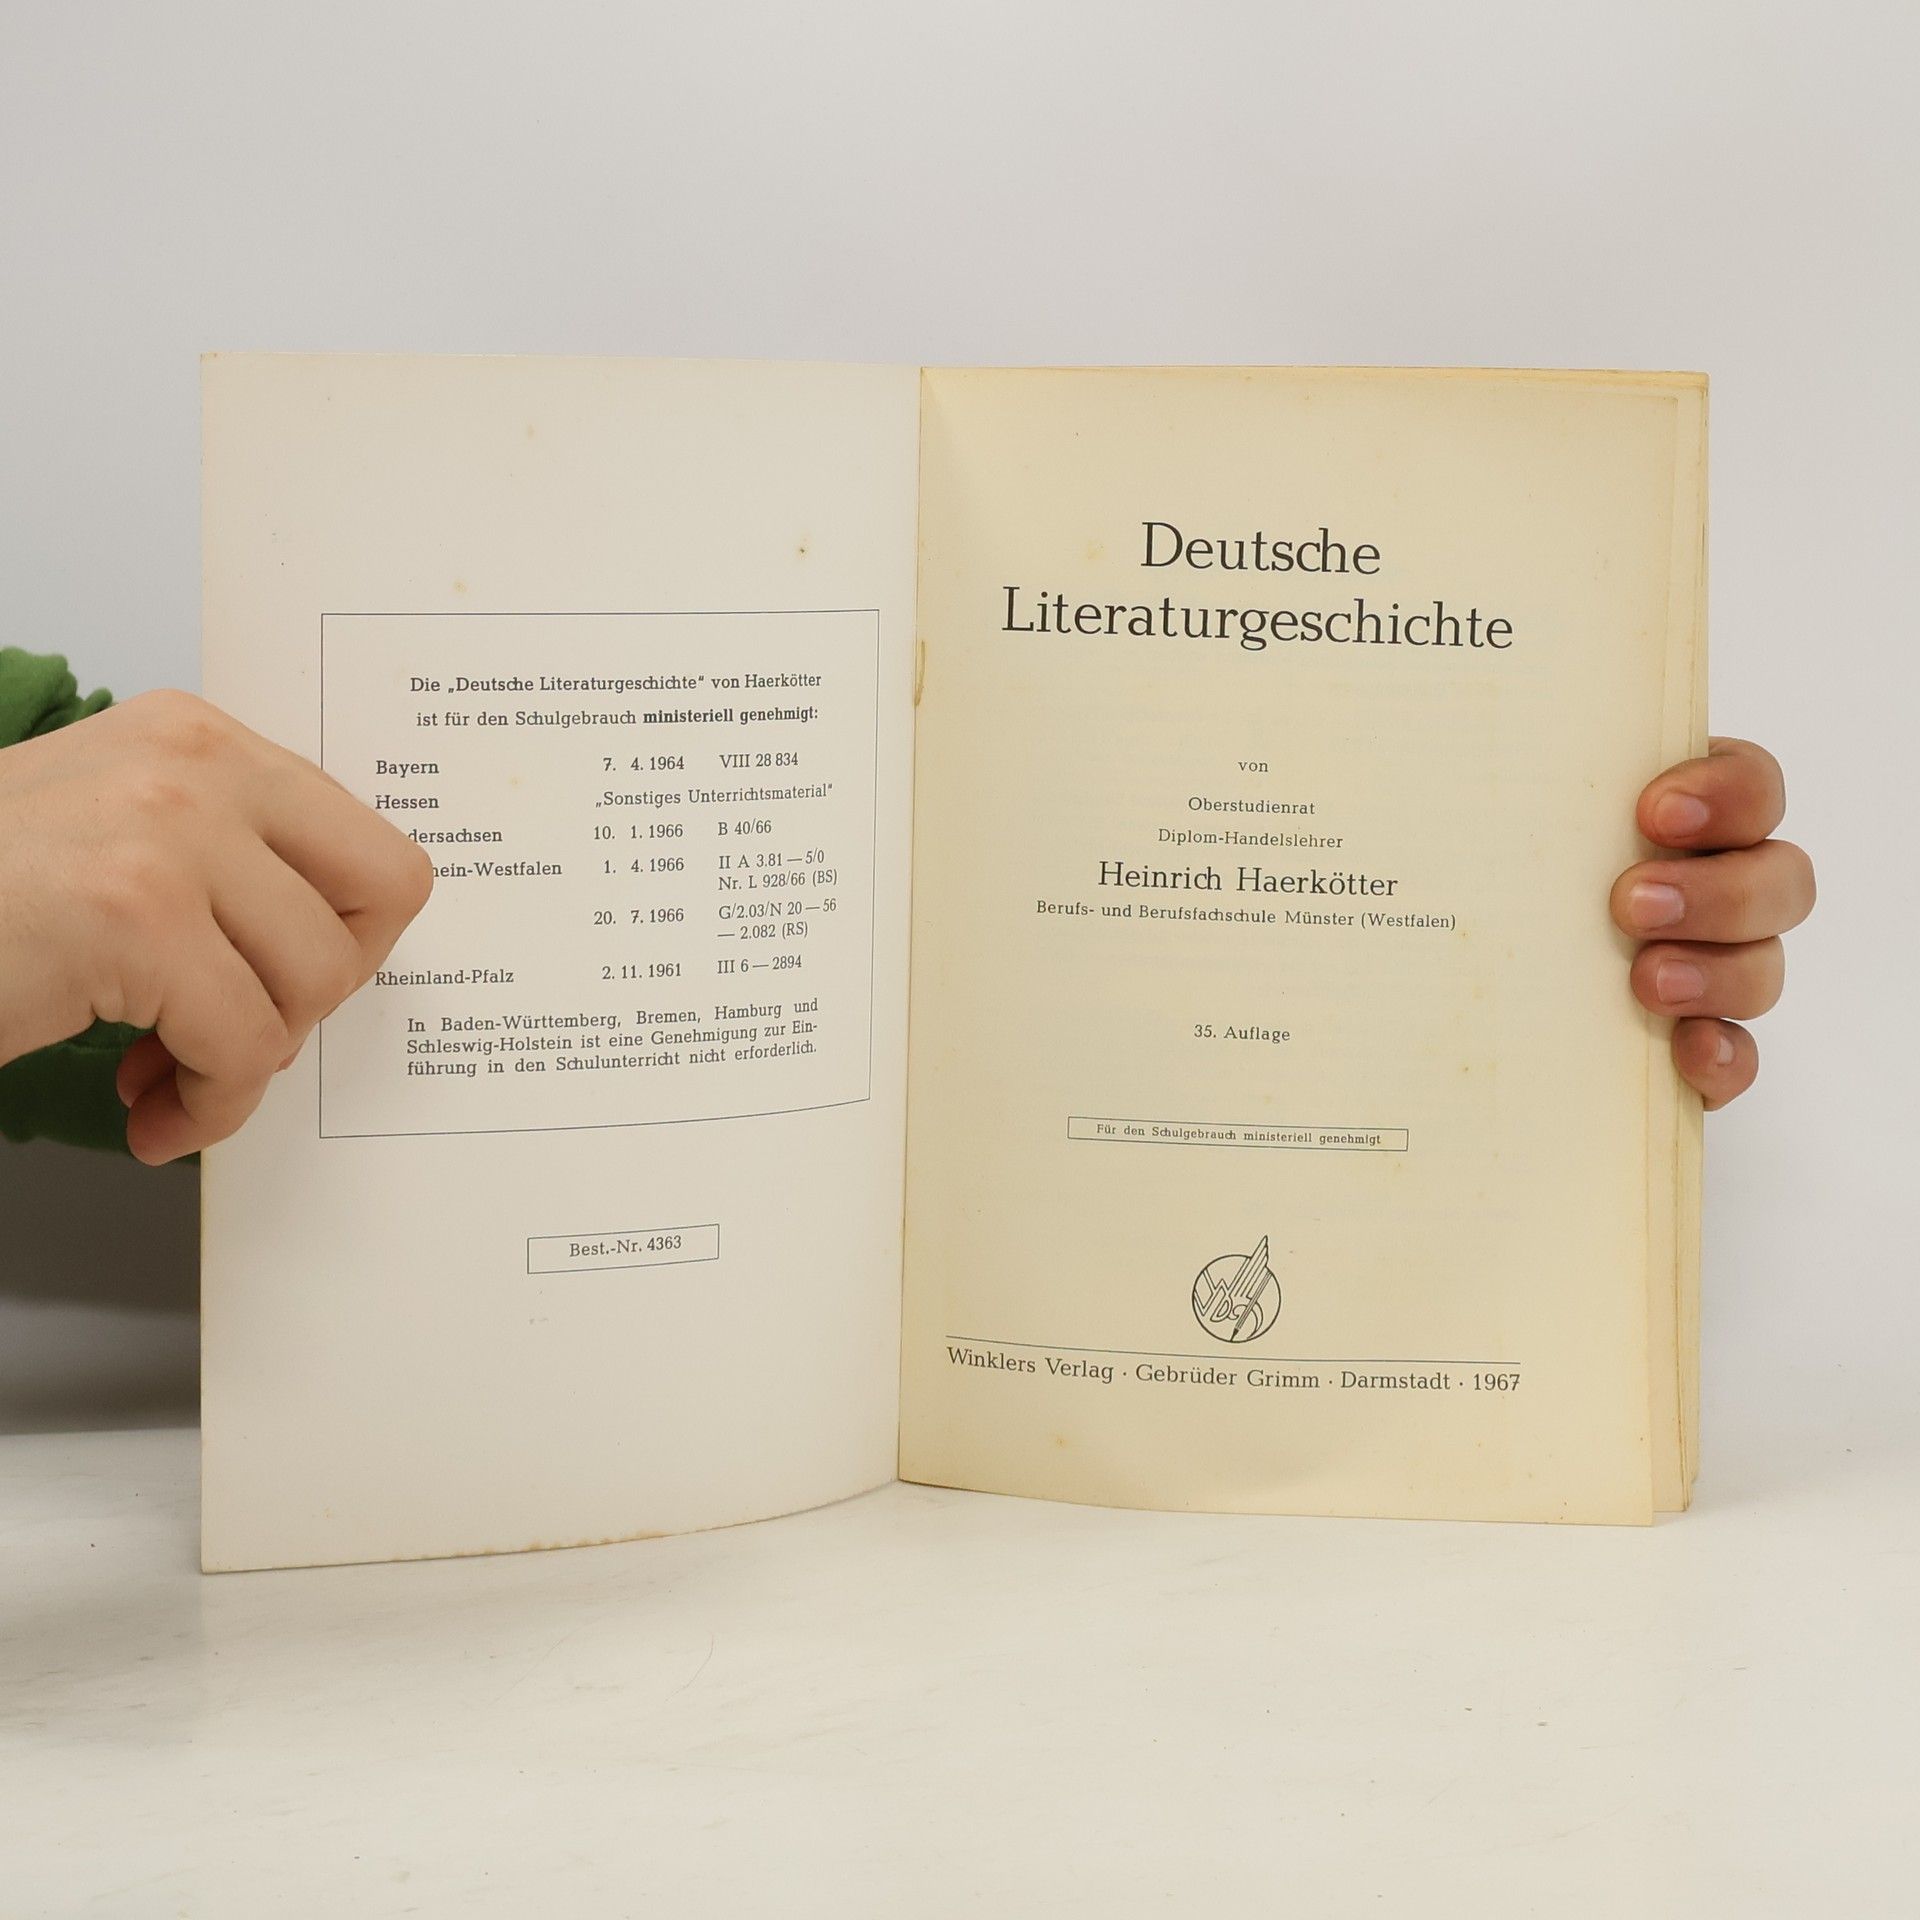 Die „Deutsche Literaturgeschichte“ von Haerkötter
ist für den Schulgebrauch ministeriell genehmigt:
Bayern 7. 4. 1964 VIII 28 834
Hessen „Sonstiges Unterrichtsmaterial“
dersachsen 10. 1. 1966 B 40/66
hein-Westfalen 1. 4. 1966 II A 3.81 — 5/0
Nr. L 928/66 (BS)
20. 7. 1966 G/2.03/N 20 — 56
— 2.082 (RS)
Rheinland-Pfalz 2. 11. 1961 III 6 — 2894
In Baden-Württemberg, Bremen, Hamburg und
Schleswig-Holstein ist eine Genehmigung zur Ein-
führung in den Schulunterricht nicht erforderlich.
Best.-Nr. 4363
Deutsche
Literaturgeschichte
von
Oberstudienrat
Diplom-Handelslehrer
Heinrich Haerkötter
Berufs- und Berufsfachschule Münster (Westfalen)
35. Auflage
Für den Schulgebrauch ministeriell genehmigt
Winklers Verlag · Gebrüder Grimm · Darmstadt · 1967